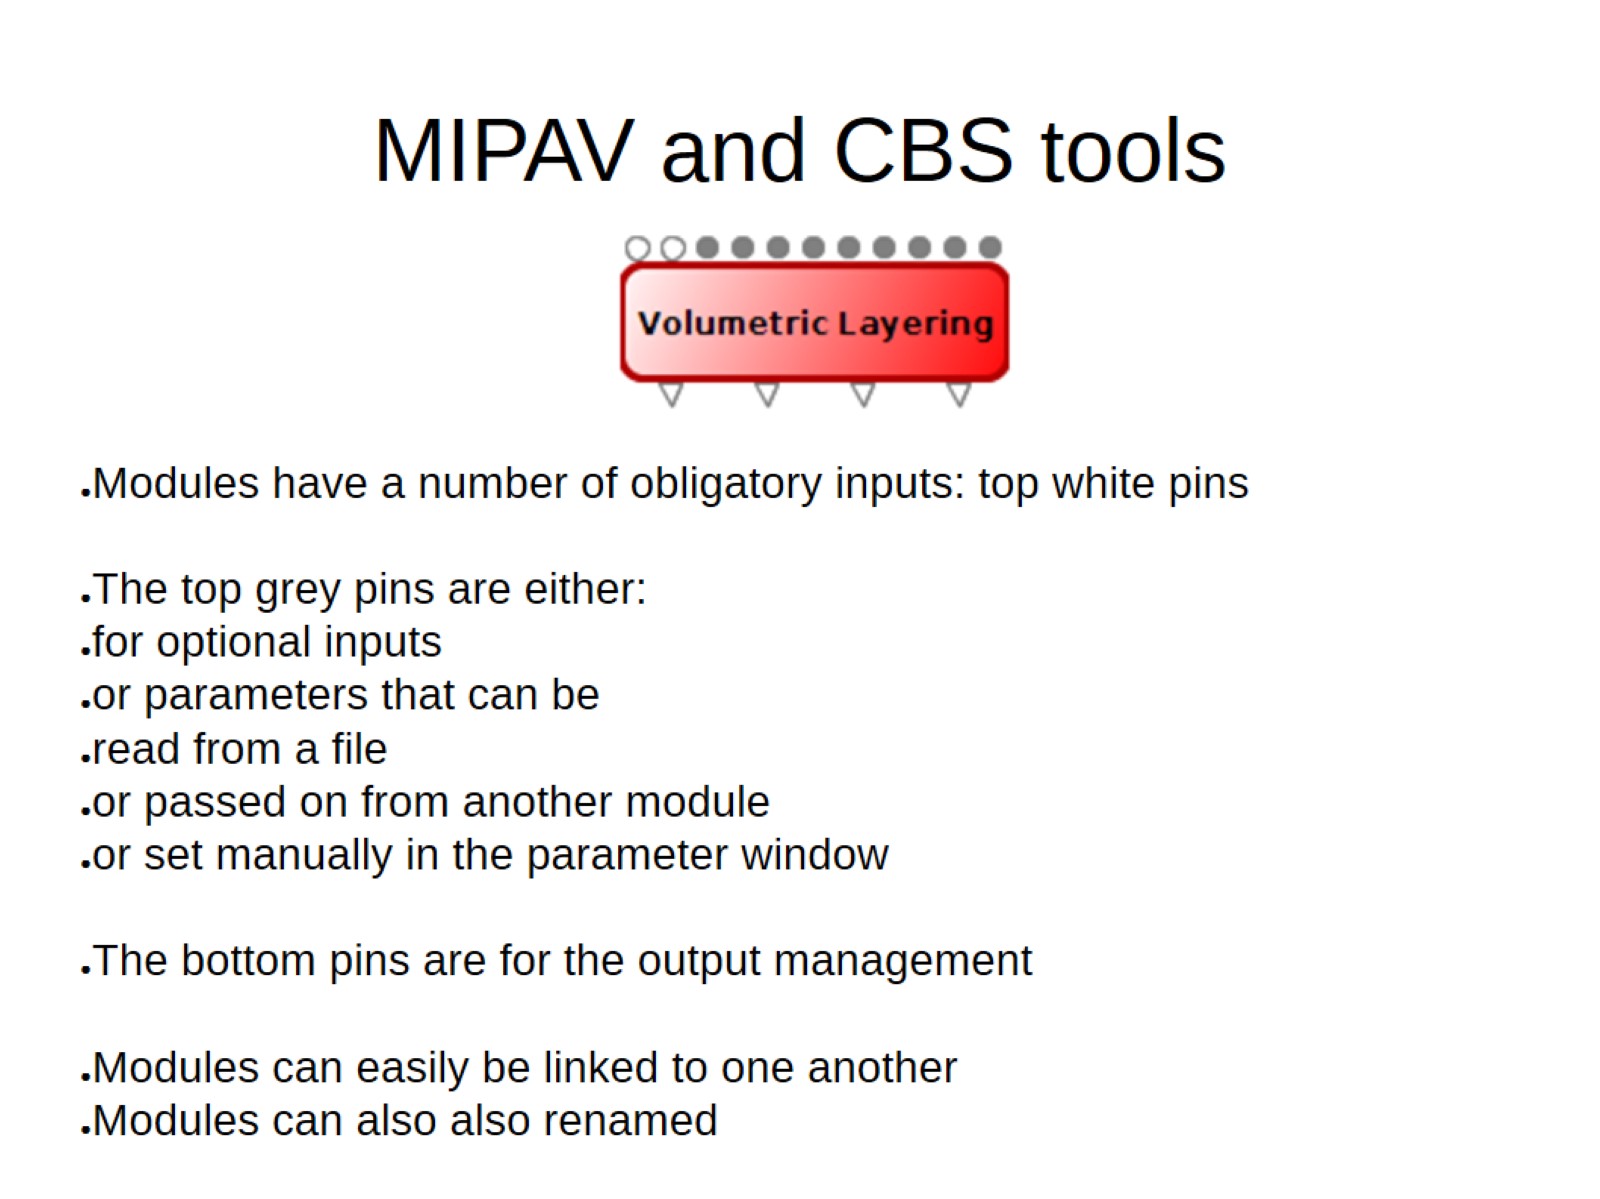 MIPAV and CBS tools
Volumetric Layering
.Modules have a number of obligatory inputs: top white pins
.The top grey pins are either:
.for optional inputs
.or parameters that can be
.read from a file
.or passed on from another module
.or set manually in the parameter window
.The bottom pins are for the output management
.Modules can easily be linked to one another
.Modules can also also renamed